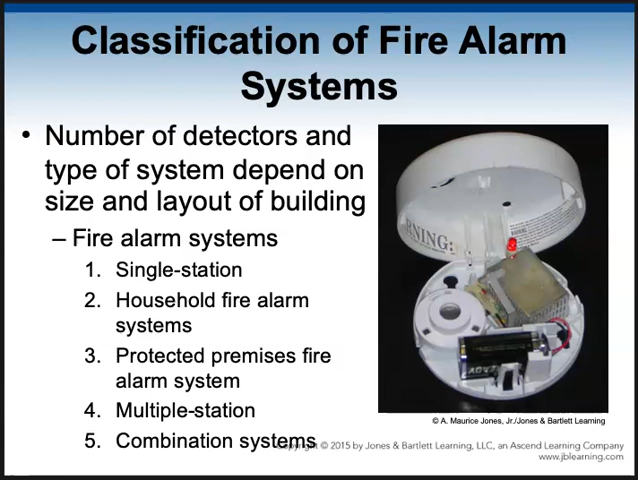 Classification of Fire Alarm
Systems
• Number of detectors and
type of system depend on
size and layout of building
– Fire alarm systems
1. Single-station
2. Household fire alarm
systems
3. Protected premises fire
alarm system
4. Multiple-station
5. Combination systems
RNING:
© A. Maurice Jones, Jr./Jones & Bartlett Learning
Copyright © 2015 by Jones & Bartlett Learning, LLC, an Ascend Learning Company
www.jblearning.com